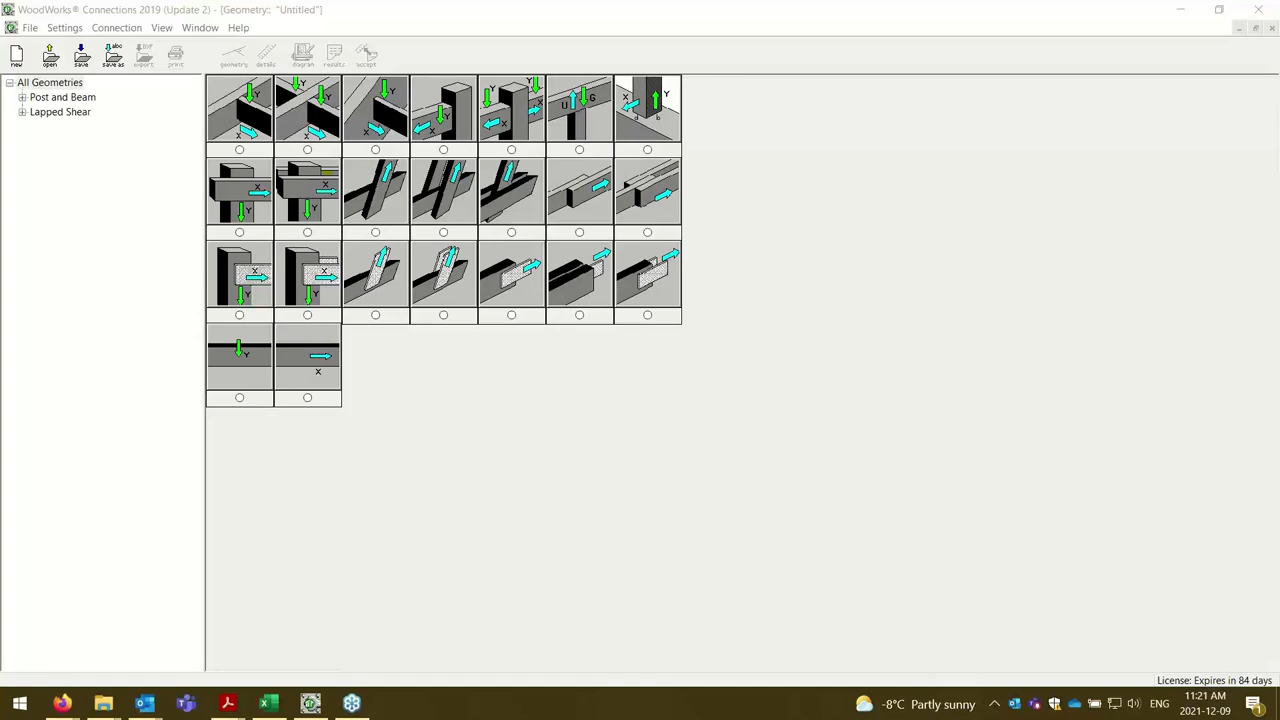 WoodWorks® Connections 2019 (Update 2) - [Geometry:: "Untitled"]
File Settings Connection View Window Help
new open save save as export print geometry details diagram results accept
All Geometries
Post and Beam
Lapped Shear
Y X
Y Y X
Y X
Y X
Y Y X X
U G
X Y a b
X Y
X Y
X Y
X Y
Y
X
License: Expires in 84 days
-8°C Partly sunny
ENG
11:21 AM
2021-12-09
1